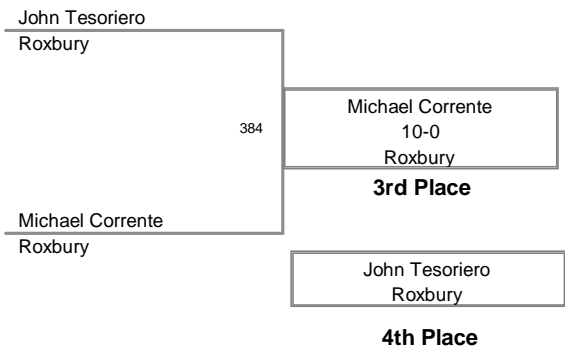 John Tesoriero
Roxbury
384
Michael Corrente
10-0
Roxbury
3rd Place
Michael Corrente
Roxbury
John Tesoriero
Roxbury
4th Place